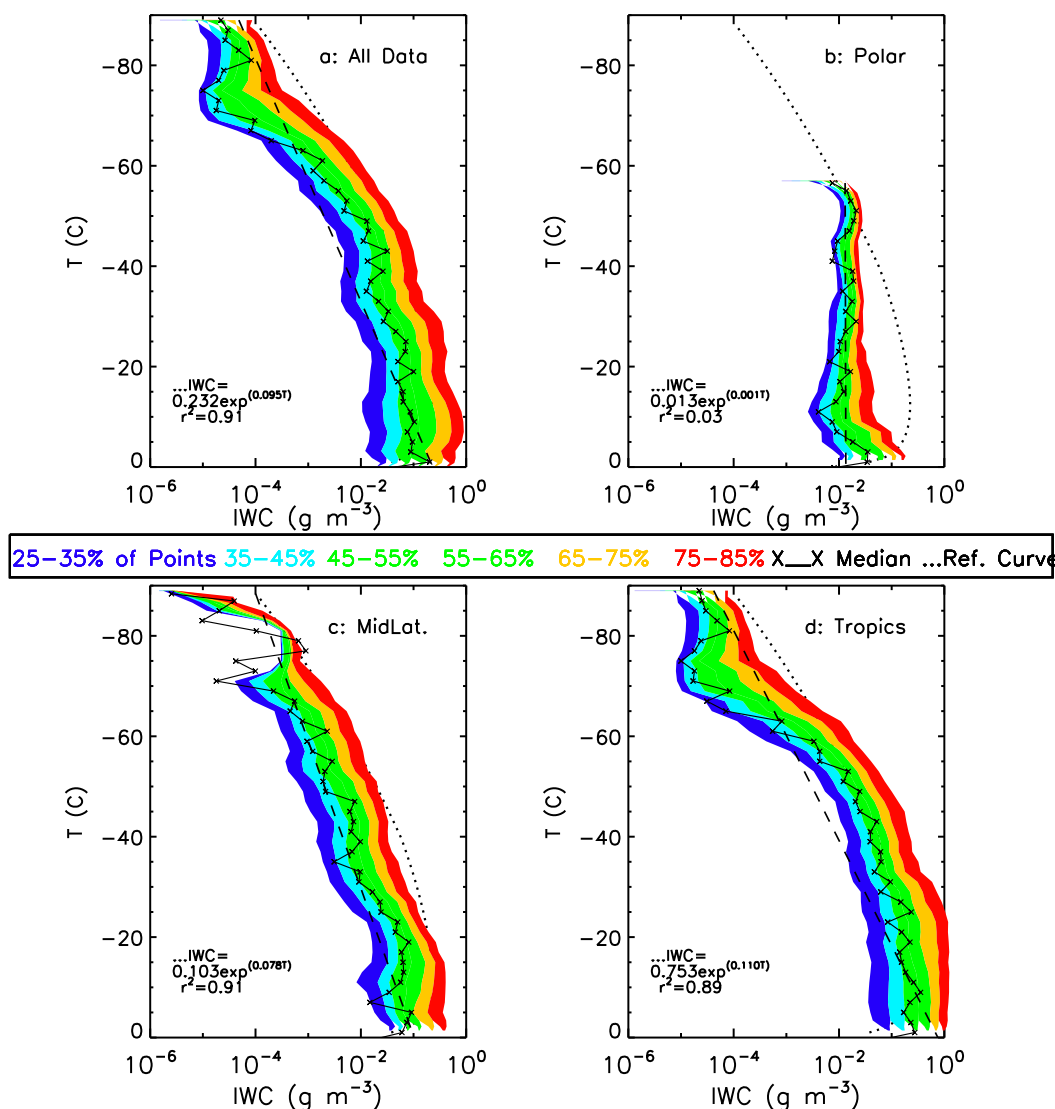 a: All Data
b: Polar
T (C)
T (C)
-80
-60
-40
-20
0
-80
-60
-40
-20
0
...IWC=
0.232exp(0.095T)
r²=0.91
...IWC=
0.013exp(0.001T)
r²=0.03
10⁻⁶ 10⁻⁴ 10⁻² 10⁰
10⁻⁶ 10⁻⁴ 10⁻² 10⁰
IWC (g m⁻³)
IWC (g m⁻³)
25-35% of Points 35-45% 45-55% 55-65% 65-75% 75-85% X__X Median ...Ref. Curve
c: MidLat.
d: Tropics
T (C)
T (C)
-80
-60
-40
-20
0
-80
-60
-40
-20
0
...IWC=
0.103exp(0.078T)
r²=0.91
...IWC=
0.753exp(0.110T)
r²=0.89
10⁻⁶ 10⁻⁴ 10⁻² 10⁰
10⁻⁶ 10⁻⁴ 10⁻² 10⁰
IWC (g m⁻³)
IWC (g m⁻³)